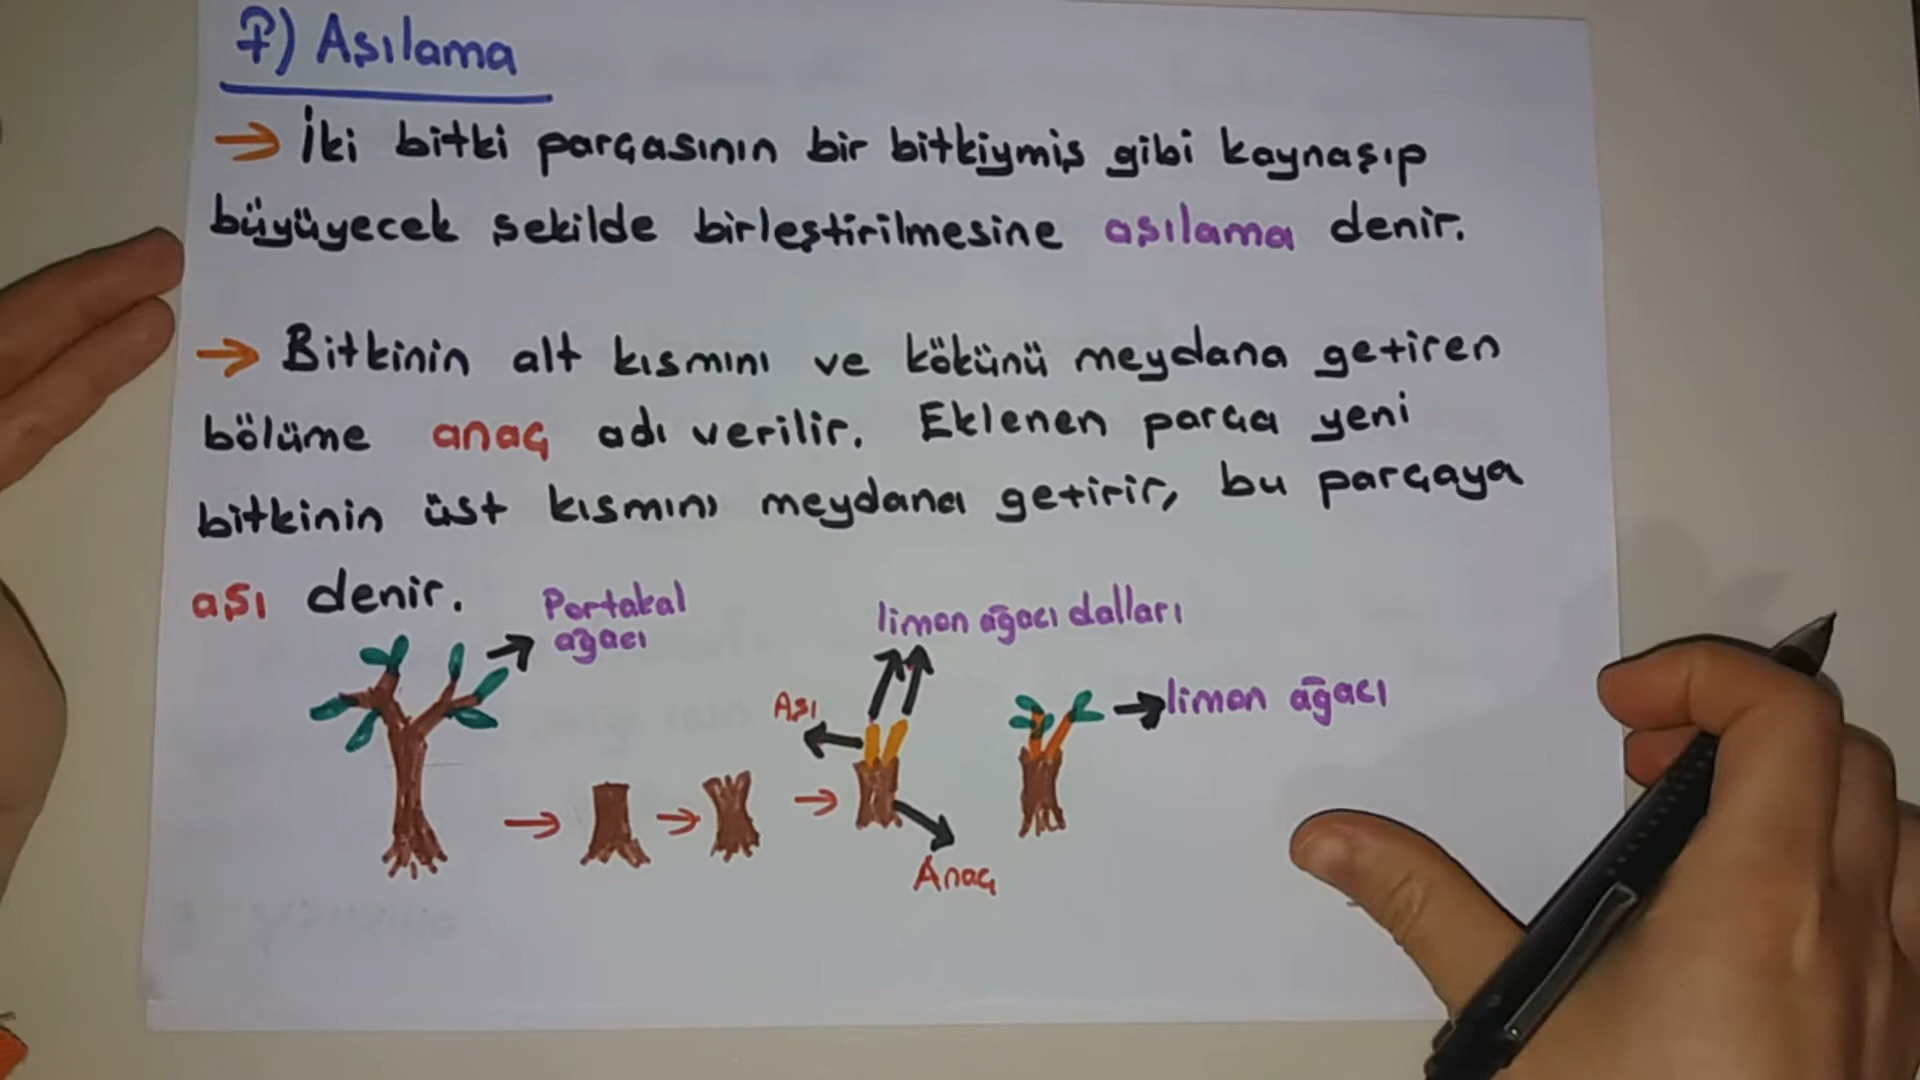 7) Aşılama
→ İki bitki parçasının bir bitkiymiş gibi kaynaşıp
büyüyecek şekilde birleştirilmesine aşılama denir.
→ Bitkinin alt kısmını ve kökünü meydana getiren
bölüme anaç adı verilir. Eklenen parça yeni
bitkinin üst kısmını meydana getirir, bu parçaya
aşı denir.
Portakal
ağacı
limon ağacı dalları
Aşı
limon ağacı
Anaç